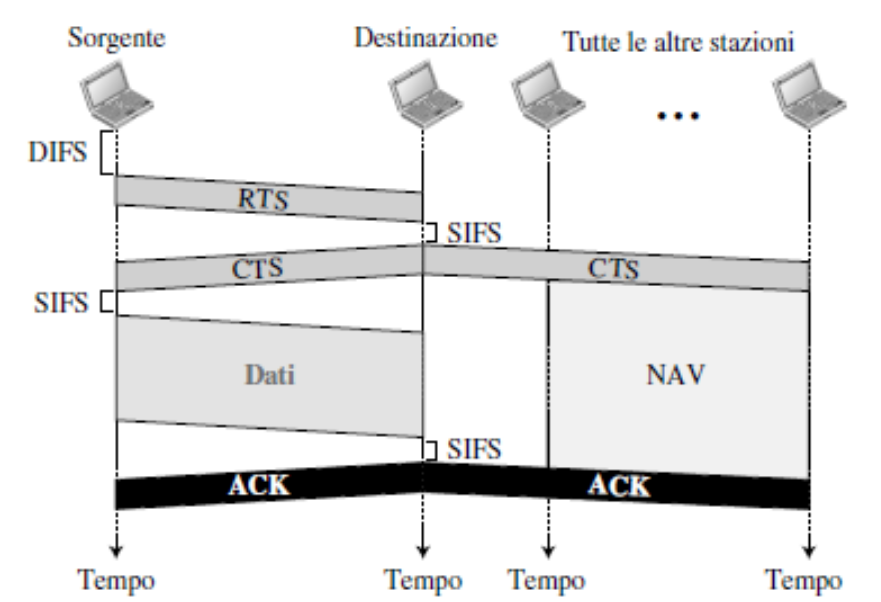 Sorgente
Destinazione
Tutte le altre stazioni
...
DIFS
RTS
SIFS
CTS
CTS
SIFS
Dati
NAV
SIFS
ACK
ACK
Tempo
Tempo
Tempo
Tempo